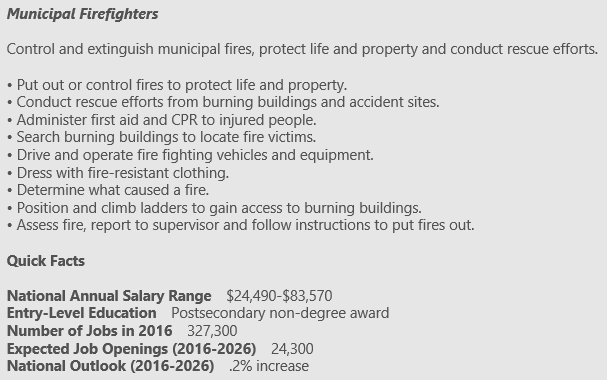 Municipal Firefighters
Control and extinguish municipal fires, protect life and property and conduct rescue efforts.
• Put out or control fires to protect life and property.
• Conduct rescue efforts from burning buildings and accident sites.
• Administer first aid and CPR to injured people.
• Search burning buildings to locate fire victims.
• Drive and operate fire fighting vehicles and equipment.
• Dress with fire-resistant clothing.
• Determine what caused a fire.
• Position and climb ladders to gain access to burning buildings.
• Assess fire, report to supervisor and follow instructions to put fires out.
Quick Facts
National Annual Salary Range $24,490-$83,570
Entry-Level Education Postsecondary non-degree award
Number of Jobs in 2016 327,300
Expected Job Openings (2016-2026) 24,300
National Outlook (2016-2026) .2% increase